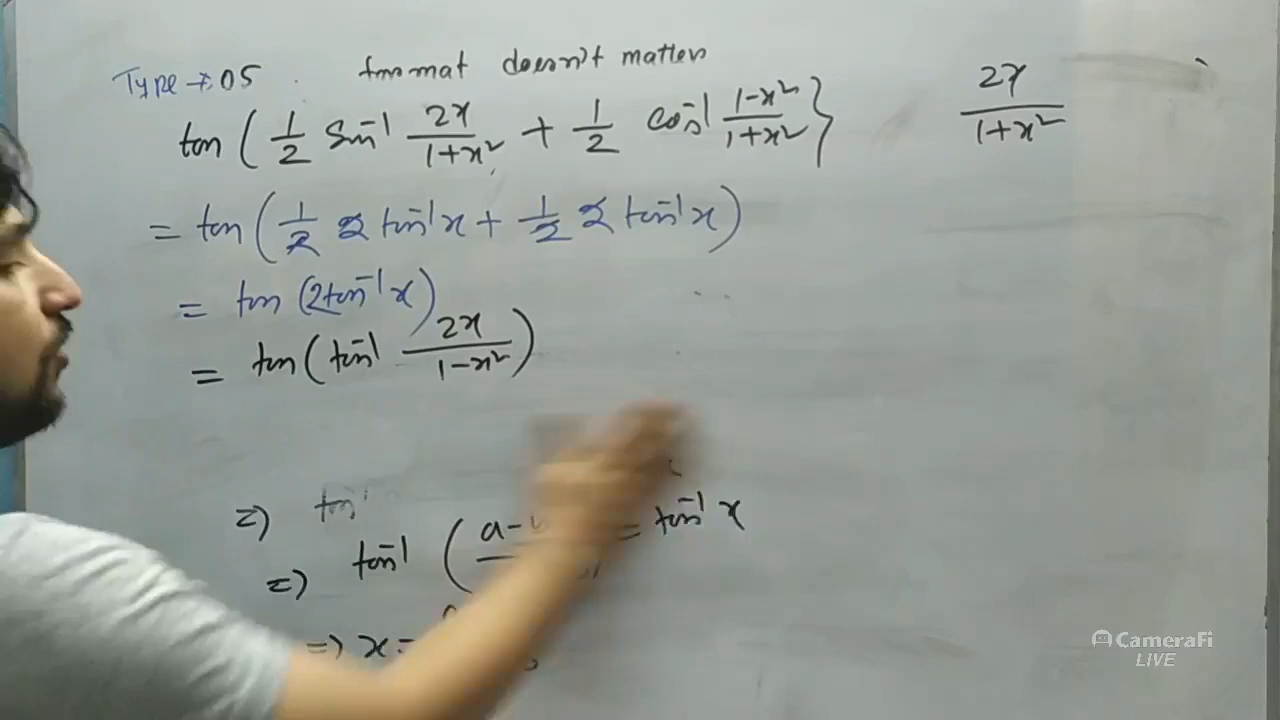 Type → 05 format doesn't matter
tan ( 1/2 sin⁻¹ 2x/1+x² + 1/2 cos⁻¹ 1-x²/1+x² } 2x/1+x²
= tan ( 1/2 2 tan⁻¹x + 1/2 2 tan⁻¹x )
= tan (2tan⁻¹x)
= tan ( tan⁻¹ 2x/1-x² )
=) tan⁻¹
=) tan⁻¹ ( a- = tan⁻¹ x
=) x =
CameraFi
LIVE